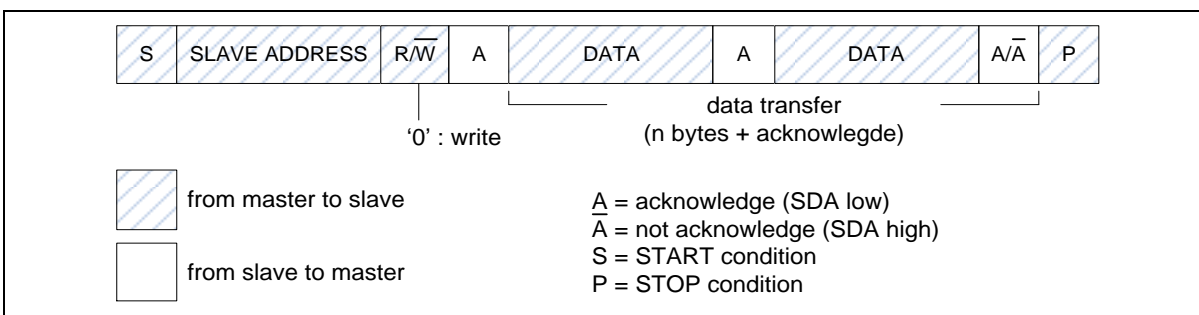 S SLAVE ADDRESS R/W̅ A DATA A DATA A/A̅ P
data transfer
'0' : write (n bytes + acknowlegde)
from master to slave
A = acknowledge (SDA low)
A̅ = not acknowledge (SDA high)
S = START condition
from slave to master
P = STOP condition